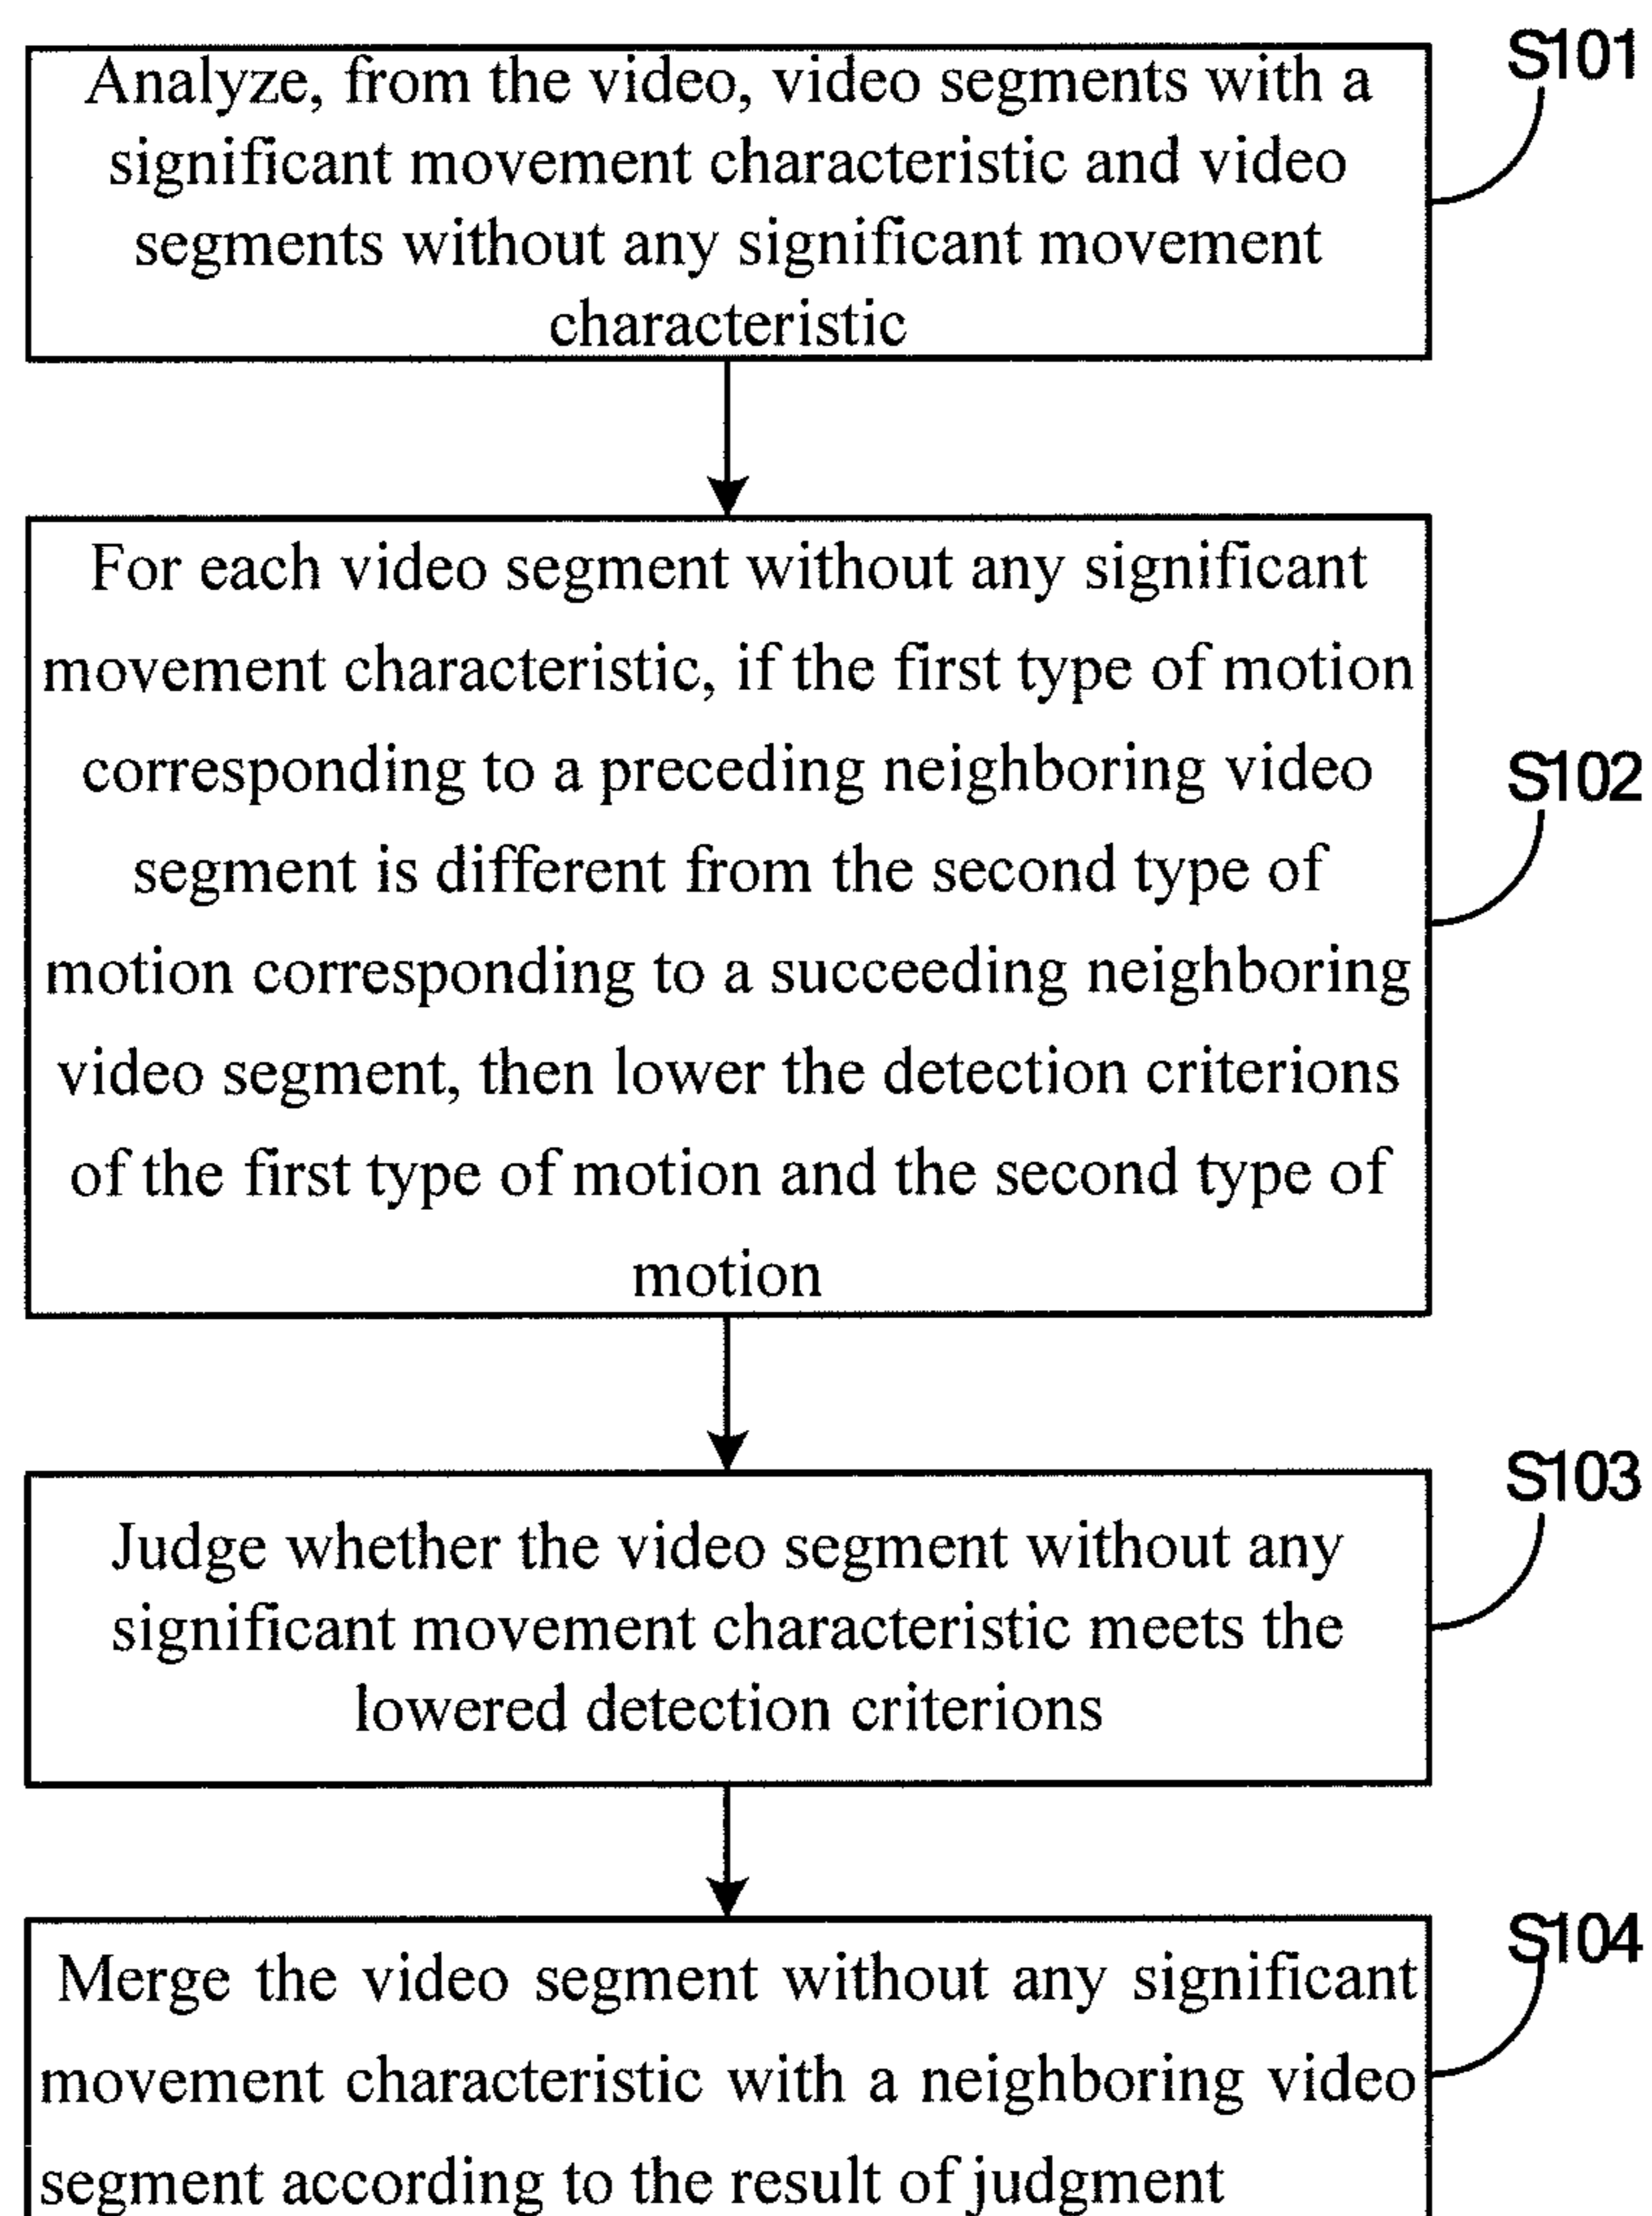 S101
Analyze, from the video, video segments with a
significant movement characteristic and video
segments without any significant movement
characteristic
For each video segment without any significant
movement characteristic, if the first type of motion
corresponding to a preceding neighboring video
segment is different from the second type of
motion corresponding to a succeeding neighboring
video segment, then lower the detection criterions
of the first type of motion and the second type of
motion
S102
Judge whether the video segment without any
significant movement characteristic meets the
lowered detection criterions
S103
Merge the video segment without any significant
movement characteristic with a neighboring video
segment according to the result of judgment
S104